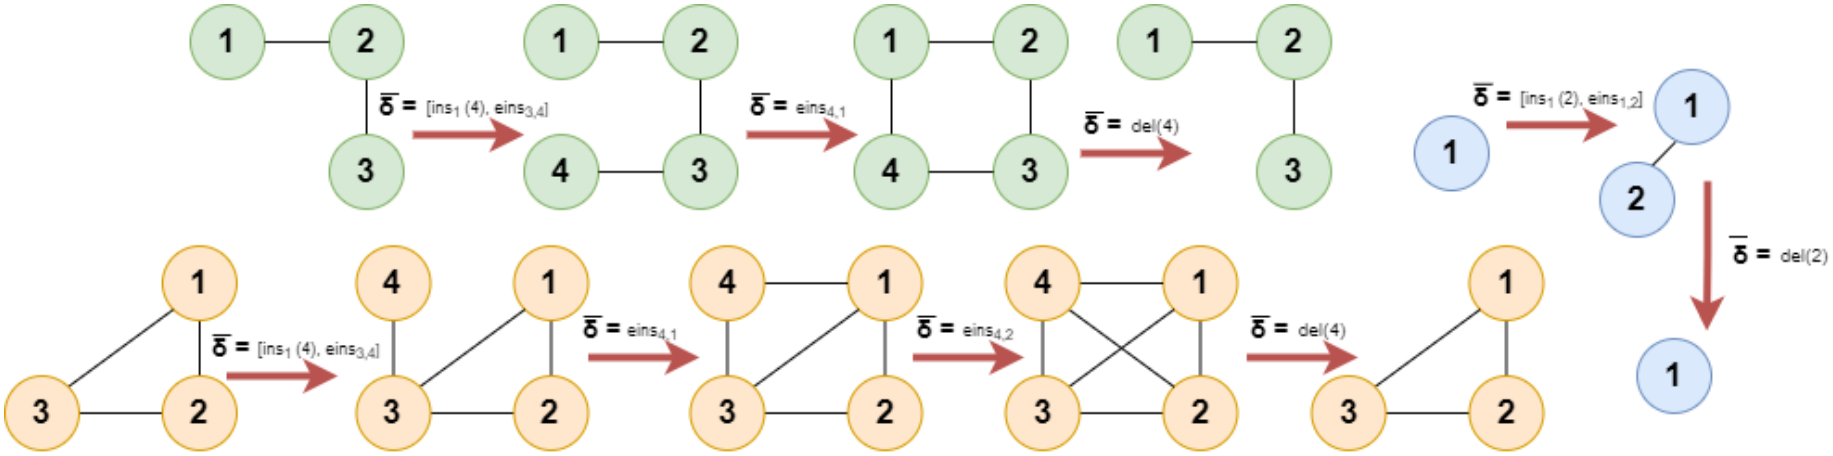 1 2 1 2 1 2 1 2
δ̅ = [ins₁ (4), eins₃,₄]
δ̅ = eins₄,₁
δ̅ = del(4)
3 4 3 4 3 3
δ̅ = [ins₁ (2), eins₁,₂]
1
1
2
δ̅ = del(2)
1
1 4 1 4 1 4 1 1
δ̅ = [ins₁ (4), eins₃,₄]
δ̅ = eins₄,₁
δ̅ = eins₄,₂
δ̅ = del(4)
3 2 3 2 3 2 3 2 3 2